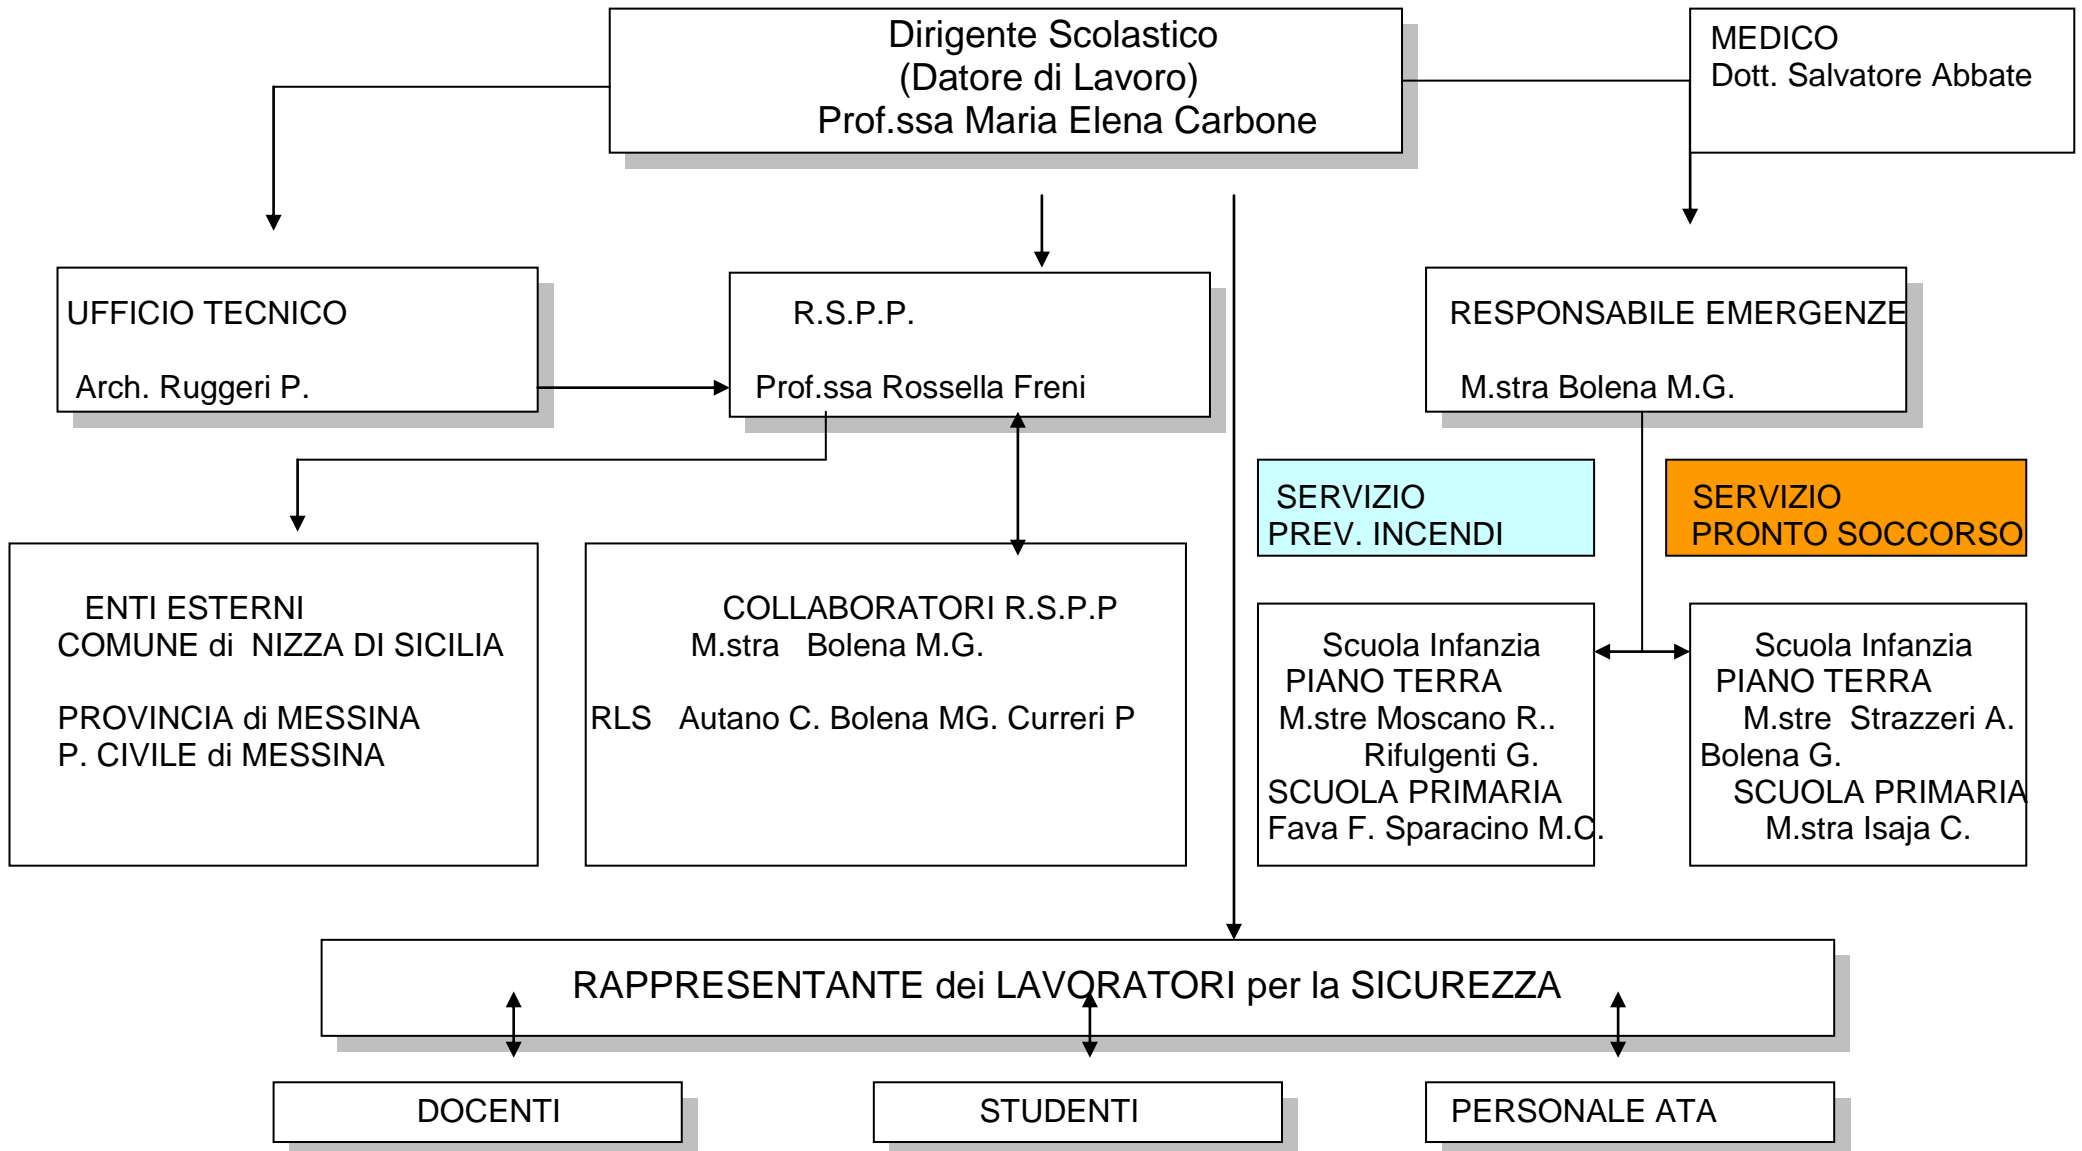 Dirigente Scolastico
(Datore di Lavoro)
Prof.ssa Maria Elena Carbone
MEDICO
Dott. Salvatore Abbate
UFFICIO TECNICO
Arch. Ruggeri P.
R.S.P.P.
Prof.ssa Rossella Freni
RESPONSABILE EMERGENZE
M.stra Bolena M.G.
SERVIZIO
PREV. INCENDI
SERVIZIO
PRONTO SOCCORSO
ENTI ESTERNI
COMUNE di NIZZA DI SICILIA
PROVINCIA di MESSINA
P. CIVILE di MESSINA
COLLABORATORI R.S.P.P
M.stra Bolena M.G.
RLS Autano C. Bolena MG. Curreri P
Scuola Infanzia
PIANO TERRA
M.stre Moscano R..
Rifulgenti G.
SCUOLA PRIMARIA
Fava F. Sparacino M.C.
Scuola Infanzia
PIANO TERRA
M.stre Strazzeri A.
Bolena G.
SCUOLA PRIMARIA
M.stra Isaja C.
RAPPRESENTANTE dei LAVORATORI per la SICUREZZA
DOCENTI
STUDENTI
PERSONALE ATA